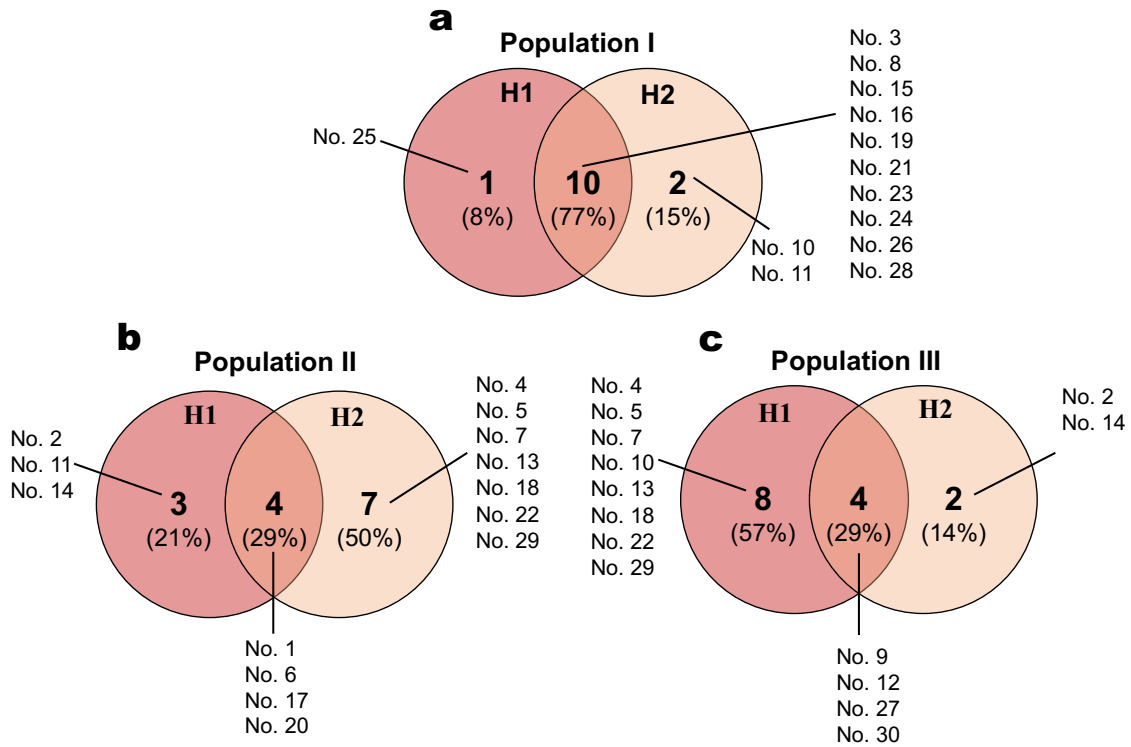 a
Population I
H1
H2
No. 25
1
(8%)
10
(77%)
2
(15%)
No. 10
No. 11
No. 3
No. 8
No. 15
No. 16
No. 19
No. 21
No. 23
No. 24
No. 26
No. 28
b
Population II
H1
H2
No. 2
No. 11
No. 14
3
(21%)
4
(29%)
7
(50%)
No. 4
No. 5
No. 7
No. 13
No. 18
No. 22
No. 29
No. 1
No. 6
No. 17
No. 20
c
Population III
H1
H2
No. 4
No. 5
No. 7
No. 10
No. 13
No. 18
No. 22
No. 29
8
(57%)
4
(29%)
2
(14%)
No. 2
No. 14
No. 9
No. 12
No. 27
No. 30